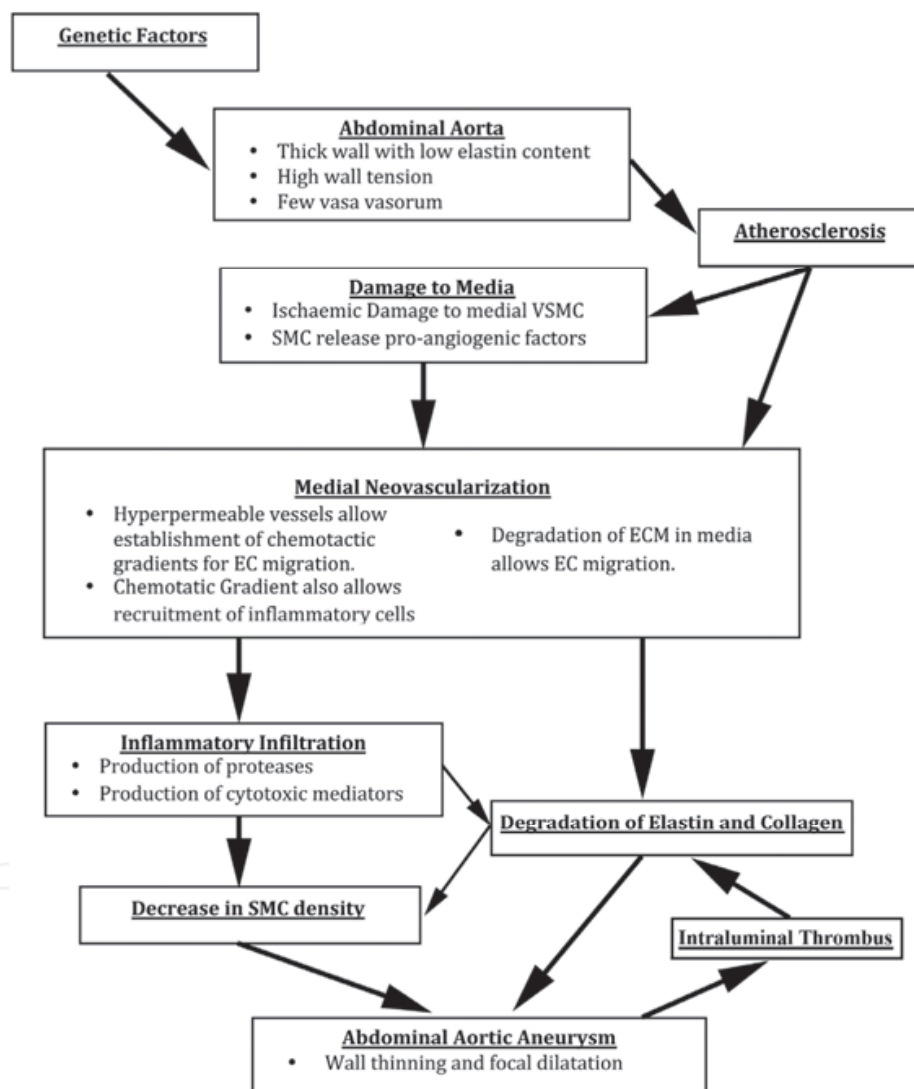 Genetic Factors
Abdominal Aorta
• Thick wall with low elastin content
• High wall tension
• Few vasa vasorum
Atherosclerosis
Damage to Media
• Ischaemic Damage to medial VSMC
• SMC release pro-angiogenic factors
Medial Neovascularization
• Hyperpermeable vessels allow
establishment of chemotactic
gradients for EC migration.
• Chemotatic Gradient also allows
recruitment of inflammatory cells
• Degradation of ECM in media
allows EC migration.
Inflammatory Infiltration
• Production of proteases
• Production of cytotoxic mediators
Degradation of Elastin and Collagen
Decrease in SMC density
Intraluminal Thrombus
Abdominal Aortic Aneurysm
• Wall thinning and focal dilatation